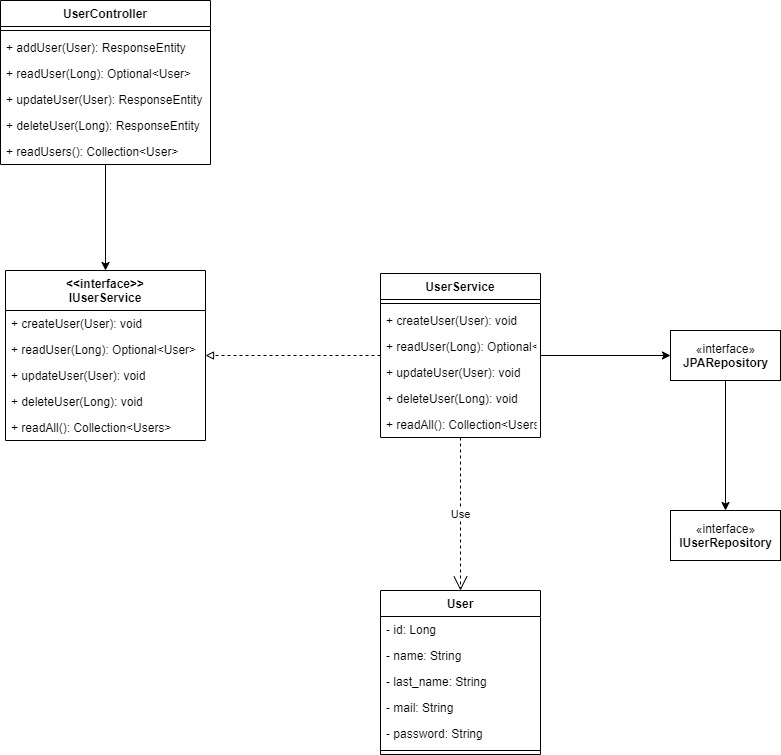 UserController
+ addUser(User): ResponseEntity
+ readUser(Long): Optional<User>
+ updateUser(User): ResponseEntity
+ deleteUser(Long): ResponseEntity
+ readUsers(): Collection<User>
<<interface>>
IUserService
+ createUser(User): void
+ readUser(Long): Optional<User>
+ updateUser(User): void
+ deleteUser(Long): void
+ readAll(): Collection<Users>
UserService
+ createUser(User): void
+ readUser(Long): Optional<
+ updateUser(User): void
+ deleteUser(Long): void
+ readAll(): Collection<Users
«interface»
JPARepository
«interface»
IUserRepository
Use
User
- id: Long
- name: String
- last_name: String
- mail: String
- password: String